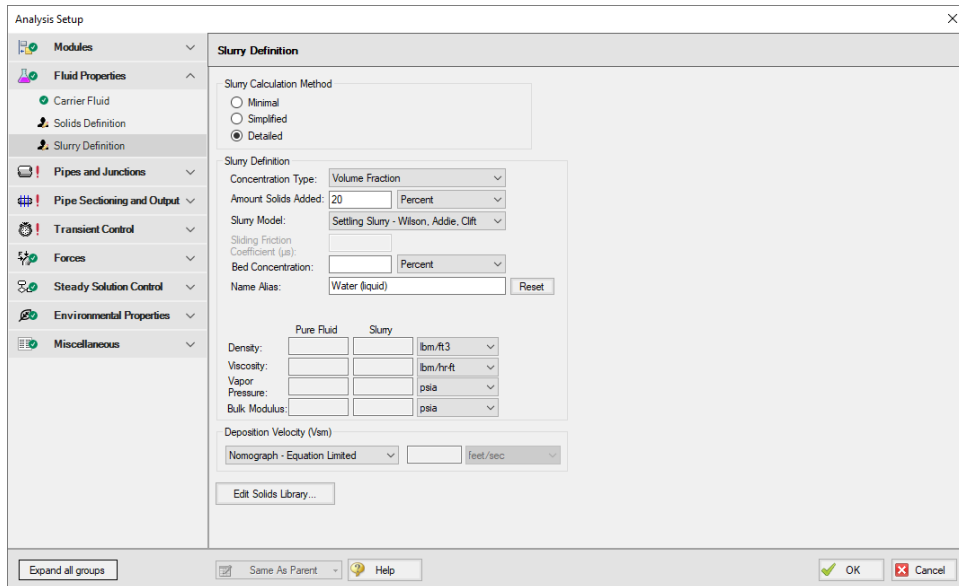 Analysis Setup
Modules
Fluid Properties
Carrier Fluid
Solids Definition
Slurry Definition
Pipes and Junctions
Pipe Sectioning and Output
Transient Control
Forces
Steady Solution Control
Environmental Properties
Miscellaneous
Slurry Definition
Slurry Calculation Method
Minimal
Simplified
Detailed
Slurry Definition
Concentration Type: Volume Fraction
Amount Solids Added: 20 Percent
Slurry Model: Settling Slurry - Wilson, Addie, Clift
Sliding Friction
Coefficient (µs):
Bed Concentration: Percent
Name Alias: Water (liquid) Reset
Pure Fluid Slurry
Density: lbm/ft3
Viscosity: lbm/hr-ft
Vapor
Pressure: psia
Bulk Modulus: psia
Deposition Velocity (Vsm)
Nomograph - Equation Limited feet/sec
Edit Solids Library...
Expand all groups Same As Parent Help OK Cancel